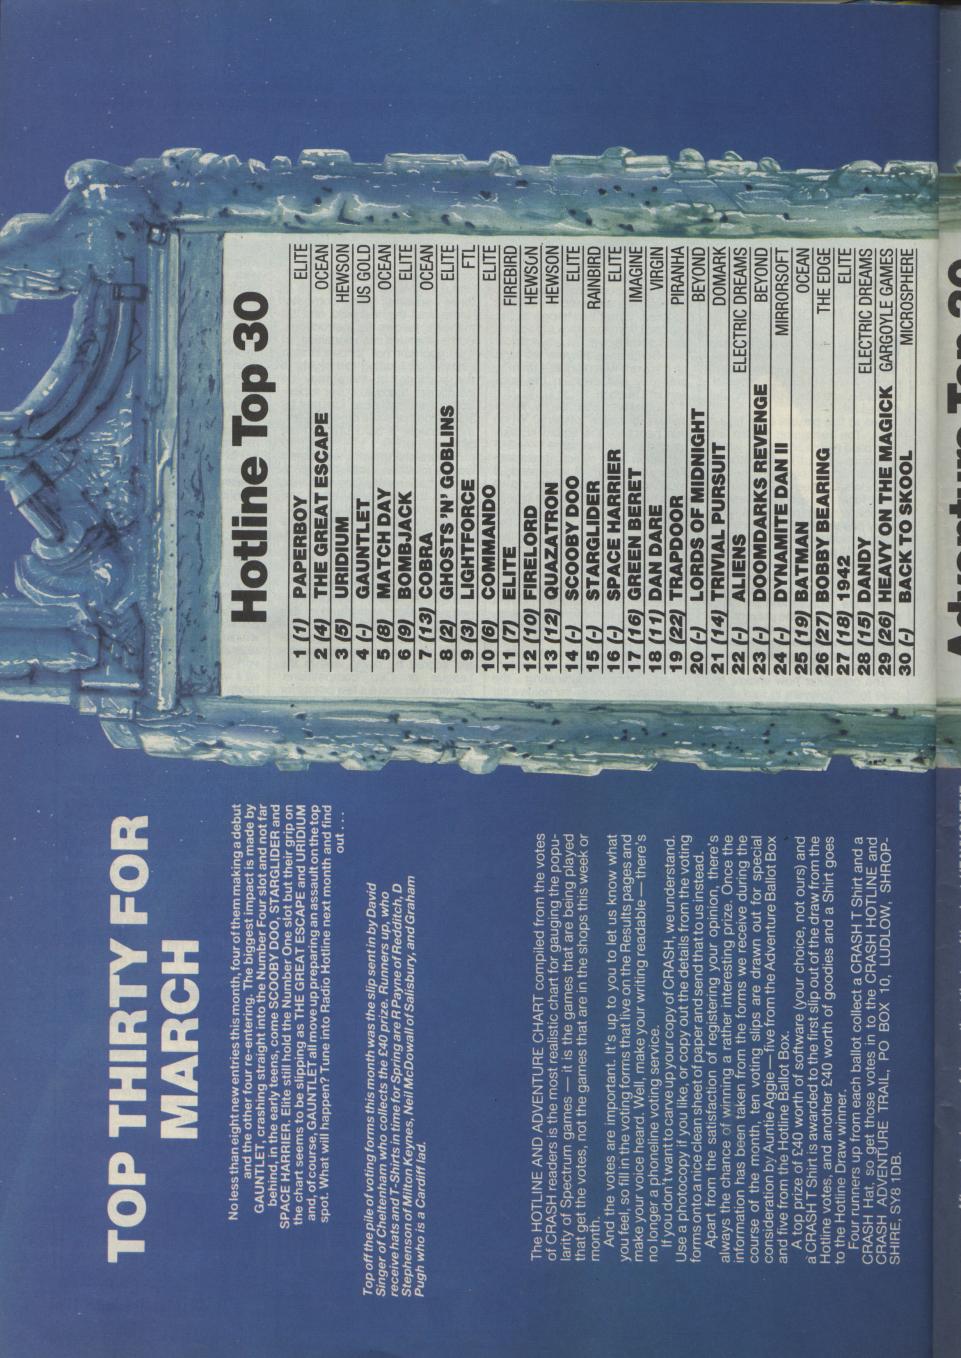 TOP THIRTY FOR
MARCH
No less than eight new entries this month, four of them making a debut
and the other four re-entering. The biggest impact is made by
GAUNTLET, crashing straight into the Number Four slot and not far
behind, in the early teens, come SCOOBY DOO, STARGLIDER and
SPACE HARRIER. Elite still hold the Number One slot but their grip on
the chart seems to be slipping as THE GREAT ESCAPE and URIDIUM
and, of course, GAUNTLET all move up preparing an assault on the top
spot. What will happen? Tune into Radio Hotline next month and find
out . . . .
Top off the pile of voting forms this month was the slip sent in by David
Singer of Cheltenham who collects the £40 prize. Runners up, who
receive hats and T-Shirts in time for Spring are R Payne of Redditch, D
Stephenson of Milton Keynes, Neil McDowall of Salisbury, and Graham
Pugh who is a Cardiff lad.
The HOTLINE AND ADVENTURE CHART compiled from the votes
of CRASH readers is the most realistic chart for gauging the popu-
larity of Spectrum games — it is the games that are being played
that get the votes, not the games that are in the shops this week or
month.
And the votes are important. It's up to you to let us know what
you feel, so fill in the voting forms that live on the Results pages and
make your voice heard. Well, make your writing readable — there's
no longer a phoneline voting service.
If you don't want to carve up your copy of CRASH, we understand.
Use a photocopy if you like, or copy out the details from the voting
forms onto a nice clean sheet of paper and send that to us instead.
Apart from the satisfaction of registering your opinion, there's
always the chance of winning a rather interesting prize. Once the
information has been taken from the forms we receive during the
course of the month, ten voting slips are drawn out for special
consideration by Auntie Aggie — five from the Adventure Ballot Box
and five from the Hotline Ballot Box.
A top prize of £40 worth of software (your choice, not ours) and
a CRASH T Shirt is awarded to the first slip out of the draw from the
Hotline votes, and another £40 worth of goodies and a Shirt goes
to the Hotline Draw winner.
Four runners up from each ballot collect a CRASH T Shirt and a
CRASH Hat, so get those votes in to the CRASH HOTLINE and
CRASH ADVENTURE TRAIL, PO BOX 10, LUDLOW, SHROP-
SHIRE, SY8 1DB.
Hotline Top 30
1 (1) PAPERBOY ELITE
2 (4) THE GREAT ESCAPE OCEAN
3 (5) URIDIUM HEWSON
4 (-) GAUNTLET US GOLD
5 (8) MATCH DAY OCEAN
6 (9) BOMBJACK ELITE
7 (13) COBRA OCEAN
8 (2) GHOSTS 'N' GOBLINS ELITE
9 (3) LIGHTFORCE FTL
10 (6) COMMANDO ELITE
11 (7) ELITE FIREBIRD
12 (10) FIRELORD HEWSON
13 (12) QUAZATRON HEWSON
14 (-) SCOOBY DOO ELITE
15 (-) STARGLIDER RAINBIRD
16 (-) SPACE HARRIER ELITE
17 (16) GREEN BERET IMAGINE
18 (11) DAN DARE VIRGIN
19 (22) TRAPDOOR PIRANHA
20 (-) LORDS OF MIDNIGHT BEYOND
21 (14) TRIVIAL PURSUIT DOMARK
22 (-) ALIENS ELECTRIC DREAMS
23 (-) DOOMDARKS REVENGE BEYOND
24 (-) DYNAMITE DAN II MIRRORSOFT
25 (19) BATMAN OCEAN
26 (27) BOBBY BEARING THE EDGE
27 (18) 1942 ELITE
28 (15) DANDY ELECTRIC DREAMS
29 (26) HEAVY ON THE MAGICK GARGOYLE GAMES
30 (-) BACK TO SKOOL MICROSPHERE
Adventure Top 30